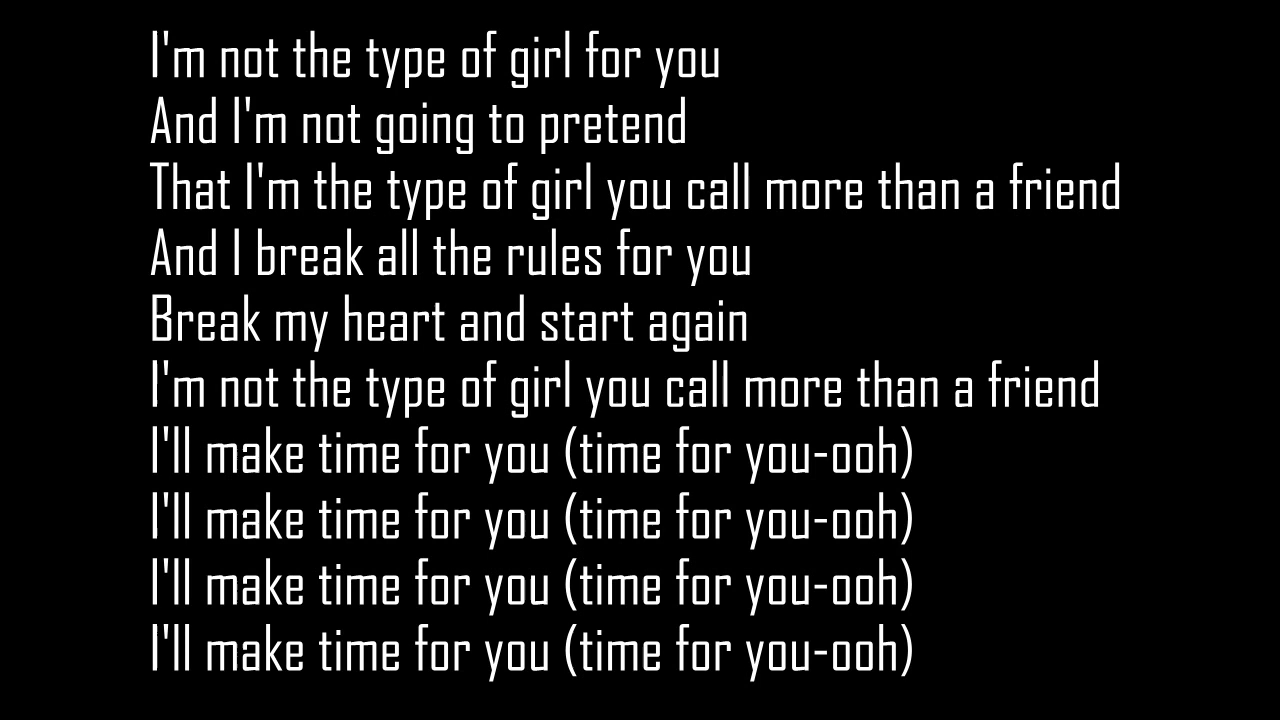 I'm not the type of girl for you
And I'm not going to pretend
That I'm the type of girl you call more than a friend
And I break all the rules for you
Break my heart and start again
I'm not the type of girl you call more than a friend
I'll make time for you (time for you-ooh)
I'll make time for you (time for you-ooh)
I'll make time for you (time for you-ooh)
I'll make time for you (time for you-ooh)